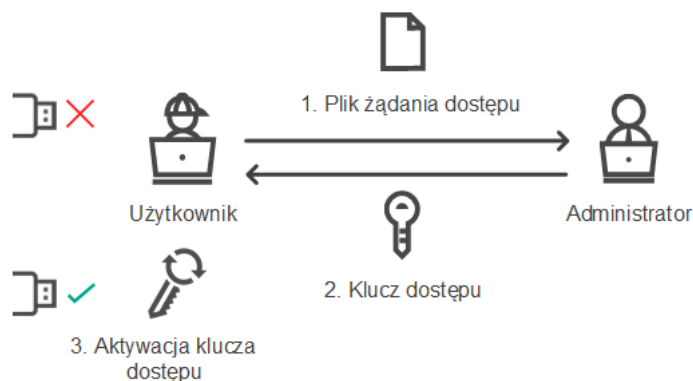 1. Plik żądania dostępu
Użytkownik
Administrator
2. Klucz dostępu
3. Aktywacja klucza
dostępu